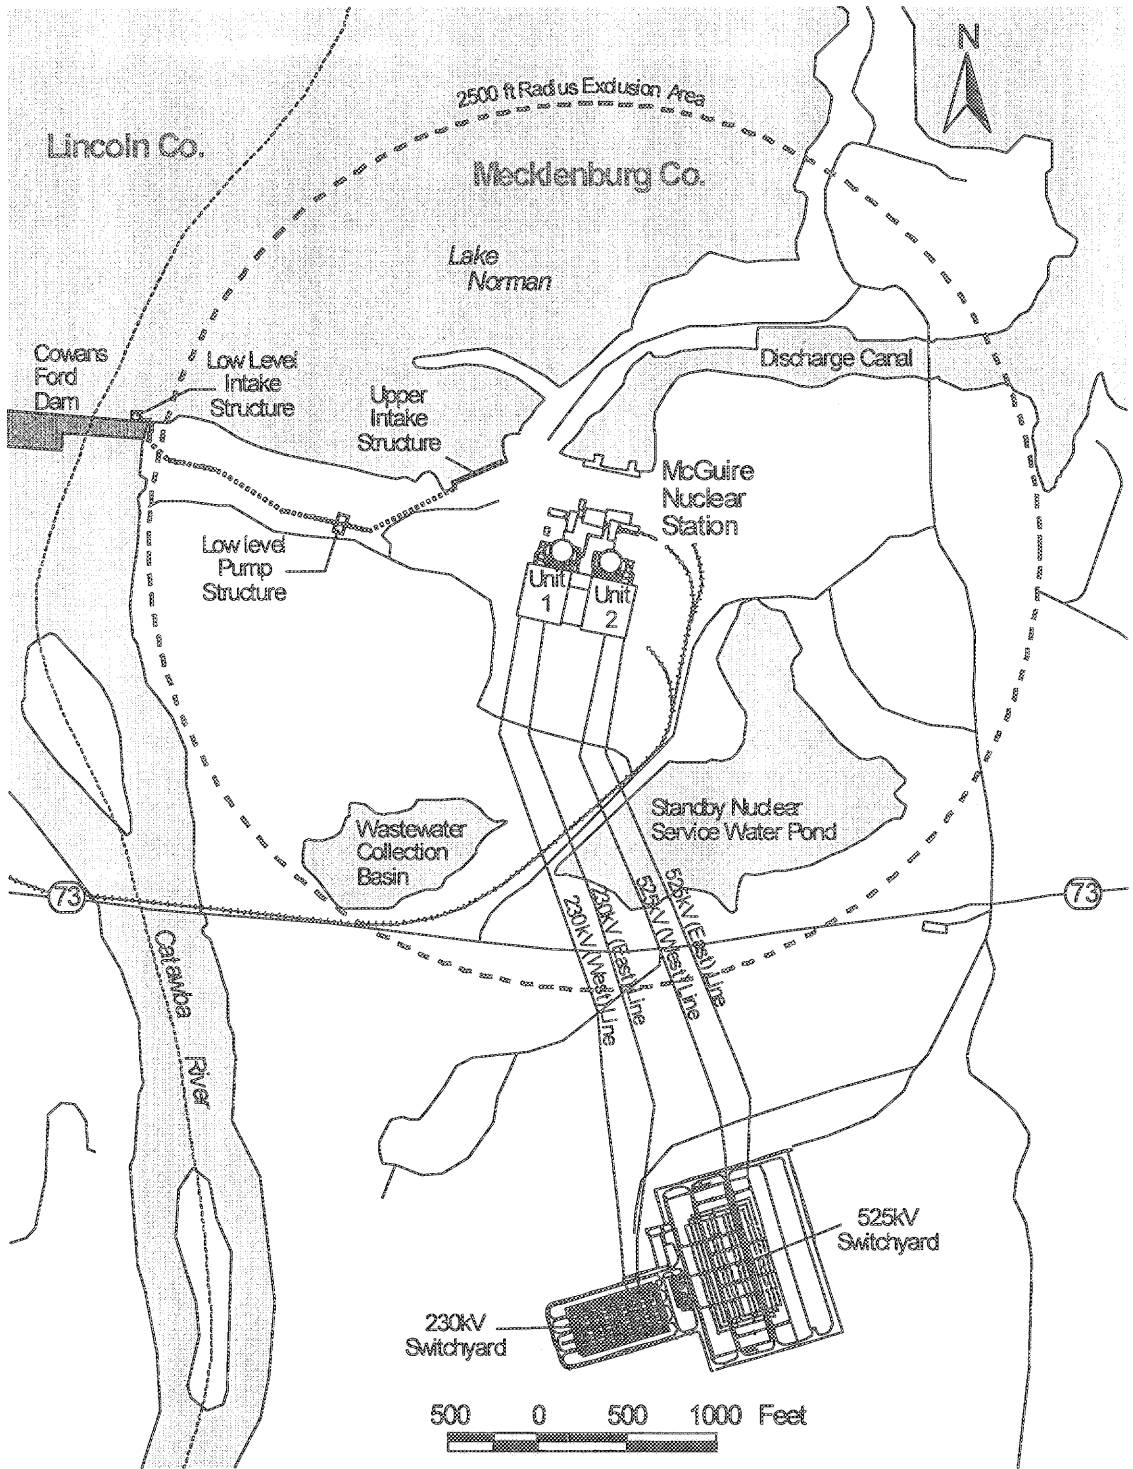 N
2500 ft Radius Exclusion Area
Lincoln Co.
Mecklenburg Co.
Lake
Norman
Cowans
Ford
Dam
Low Level
Intake
Structure
Upper
Intake
Structure
Discharge Canal
McGuire
Nuclear
Station
Low level
Pump
Structure
Unit
1
Unit
2
Standby Nuclear
Service Water Pond
Wastewater
Collection
Basin
73
73
230kV (West) Line
230kV (East) Line
525kV (West) Line
525kV (East) Line
Catawba
River
525kV
Switchyard
230kV
Switchyard
500 0 500 1000 Feet